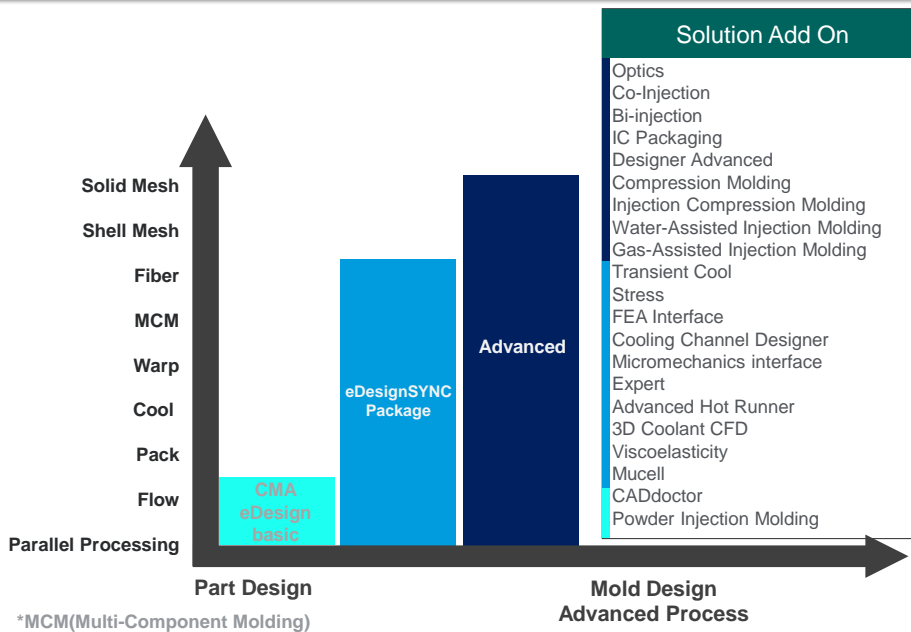 Solution Add On
Optics
Co-Injection
Bi-injection
IC Packaging
Designer Advanced
Compression Molding
Injection Compression Molding
Water-Assisted Injection Molding
Gas-Assisted Injection Molding
Transient Cool
Stress
FEA Interface
Cooling Channel Designer
Micromechanics interface
Expert
Advanced Hot Runner
3D Coolant CFD
Viscoelasticity
Mucell
CADdoctor
Powder Injection Molding
Solid Mesh
Shell Mesh
Fiber
MCM
Warp
Cool
Pack
Flow
Parallel Processing
CMA
eDesign
basic
eDesignSYNC
Package
Advanced
Part Design
Mold Design
Advanced Process
*MCM(Multi-Component Molding)